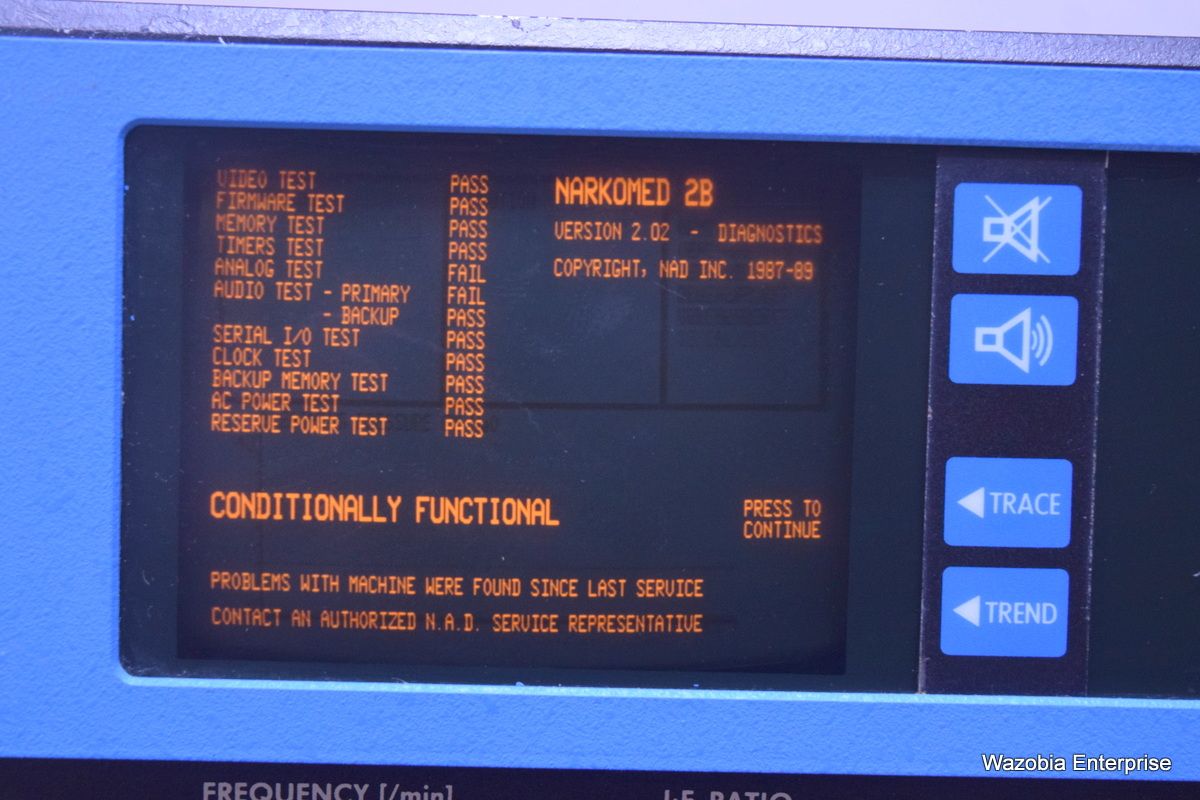 VIDEO TEST PASS
FIRMWARE TEST PASS
MEMORY TEST PASS
TIMERS TEST PASS
ANALOG TEST FAIL
AUDIO TEST - PRIMARY FAIL
- BACKUP PASS
SERIAL I/O TEST PASS
CLOCK TEST PASS
BACKUP MEMORY TEST PASS
AC POWER TEST PASS
RESERVE POWER TEST PASS
NARKOMED 2B
VERSION 2.02 - DIAGNOSTICS
COPYRIGHT, NAD INC. 1987-89
CONDITIONALLY FUNCTIONAL
PRESS TO
CONTINUE
PROBLEMS WITH MACHINE WERE FOUND SINCE LAST SERVICE
CONTACT AN AUTHORIZED N.A.D. SERVICE REPRESENTATIVE
TRACE
TREND
FREQUENCY [/min]
I:E RATIO
Wazobia Enterprise